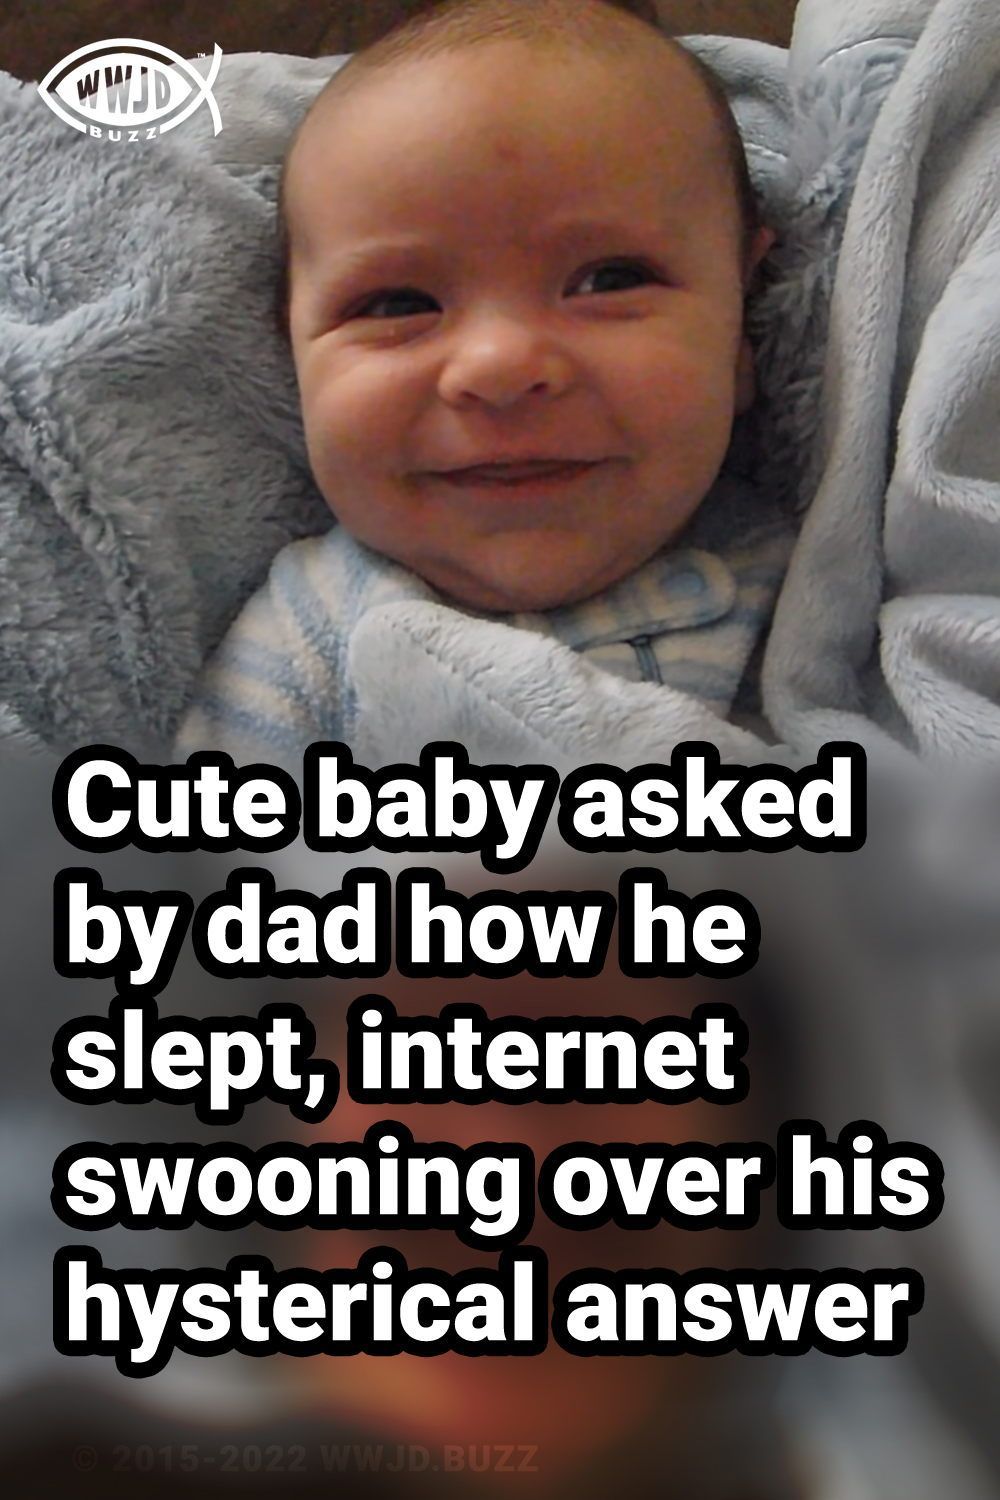 WWJD™
BUZZ
Cute baby asked
by dad how he
slept, internet
swooning over his
hysterical answer
© 2015-2022 WWJD.BUZZ